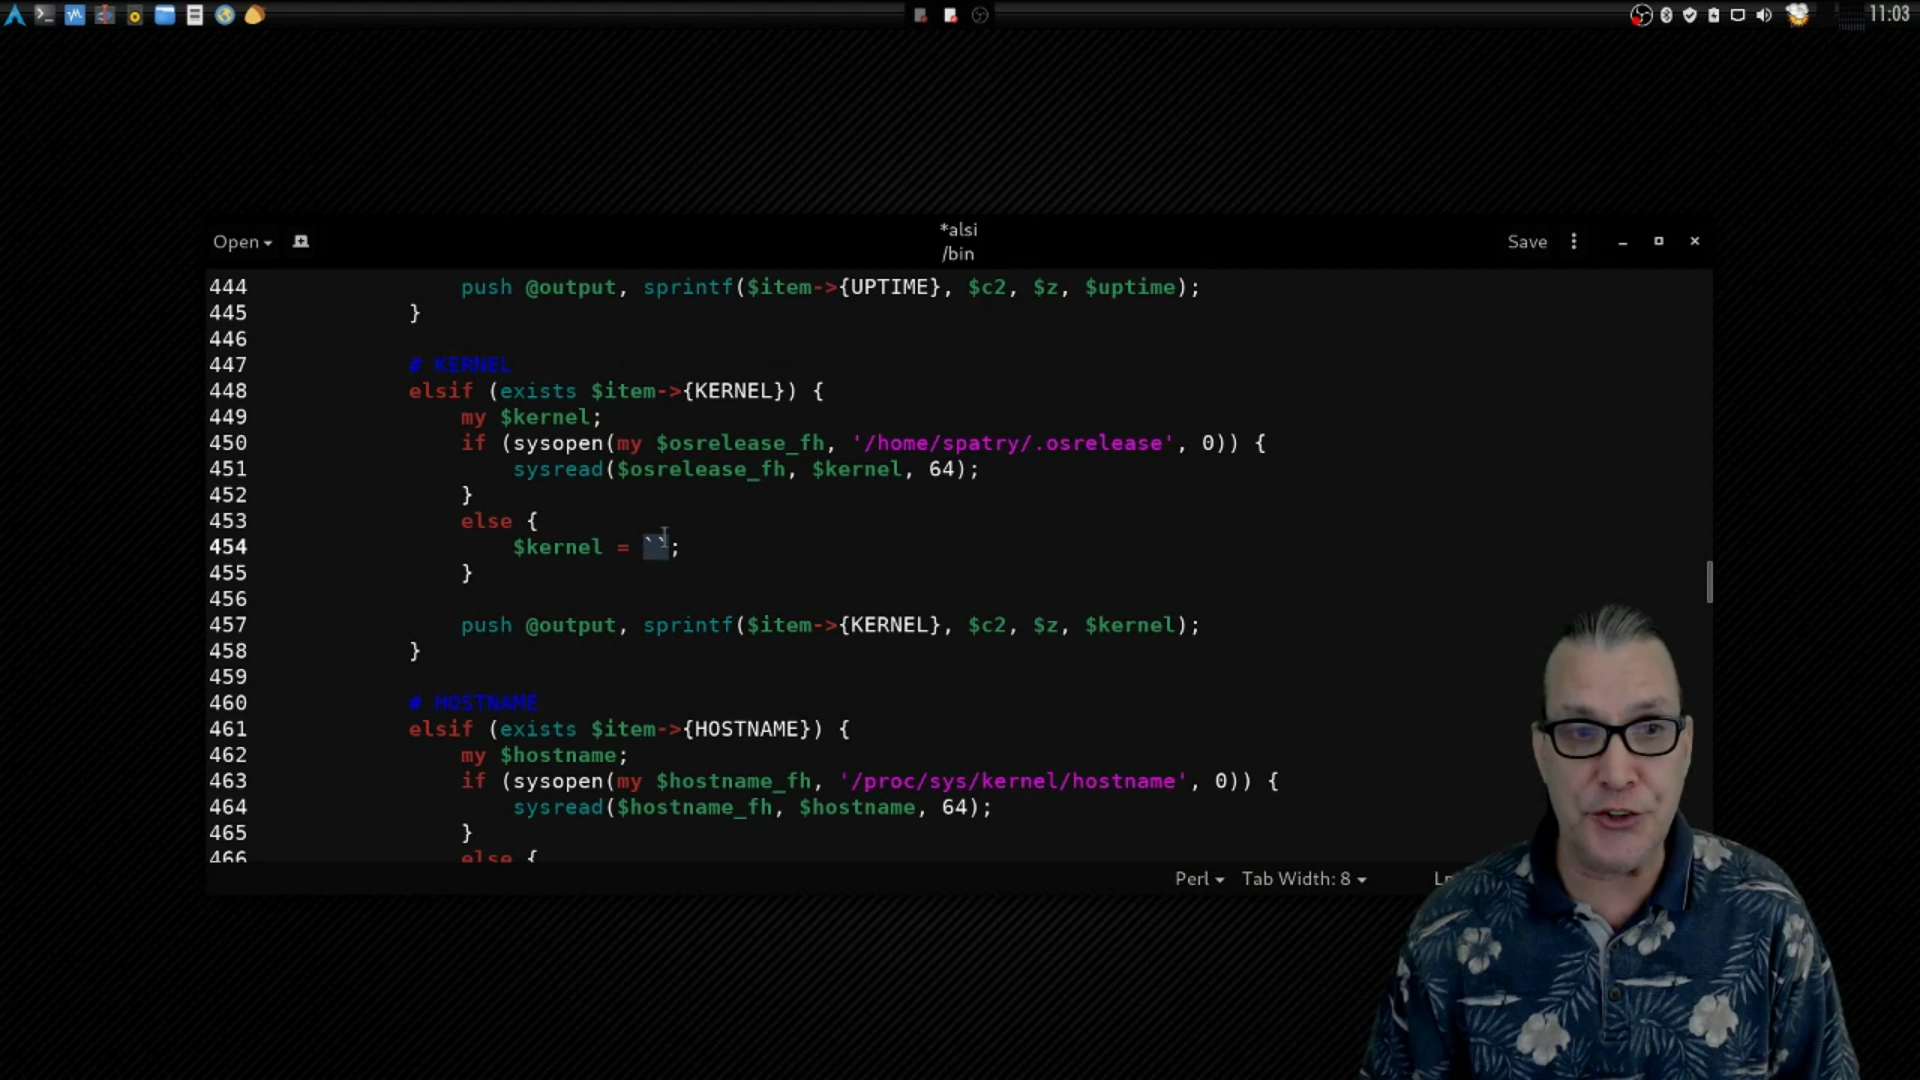 11:03
*alsi
Open
/bin
Save
444 push @output, sprintf($item->{UPTIME}, $c2, $z, $uptime);
445 }
446
447 # KERNEL
448 elsif (exists $item->{KERNEL}) {
449 my $kernel;
450 if (sysopen(my $osrelease_fh, '/home/spatry/.osrelease', 0)) {
451 sysread($osrelease_fh, $kernel, 64);
452 }
453 else {
454 $kernel = ``;
455 }
456
457 push @output, sprintf($item->{KERNEL}, $c2, $z, $kernel);
458 }
459
460 # HOSTNAME
461 elsif (exists $item->{HOSTNAME}) {
462 my $hostname;
463 if (sysopen(my $hostname_fh, '/proc/sys/kernel/hostname', 0)) {
464 sysread($hostname_fh, $hostname, 64);
465 }
466 else {
Perl Tab Width: 8